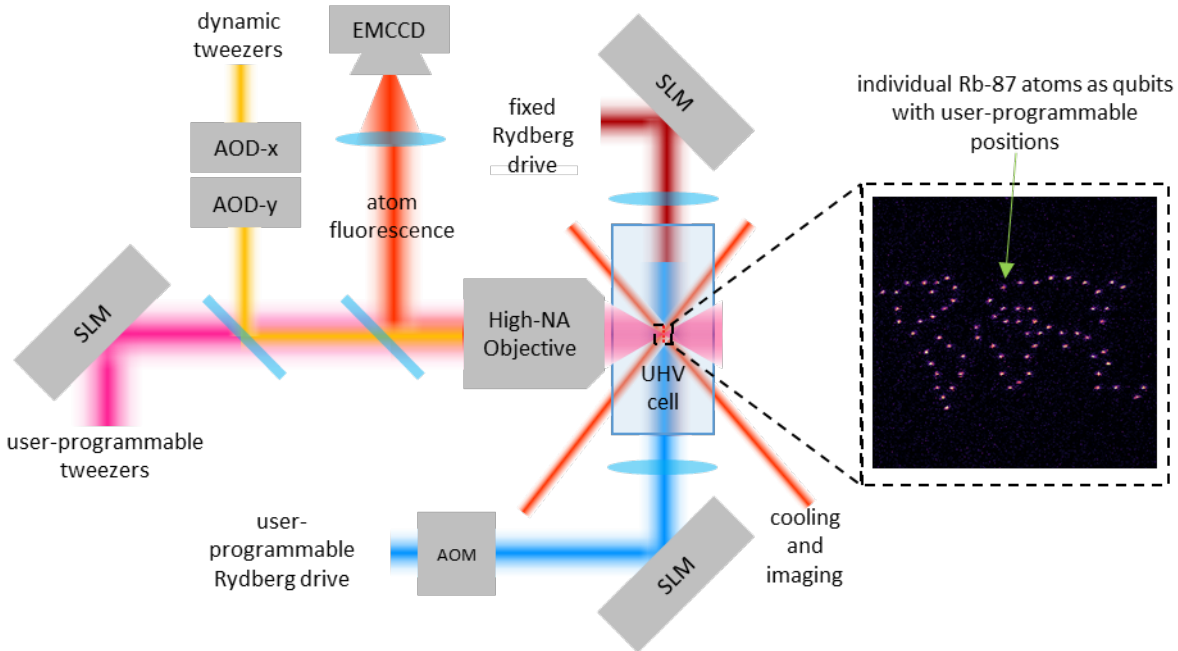 dynamic
tweezers
EMCCD
SLM
fixed
Rydberg
drive
individual Rb-87 atoms as qubits
with user-programmable
positions
AOD-x
AOD-y
atom
fluorescence
SLM
High-NA
Objective
UHV
cell
user-programmable
tweezers
user-
programmable
Rydberg drive
AOM
SLM
cooling
and
imaging